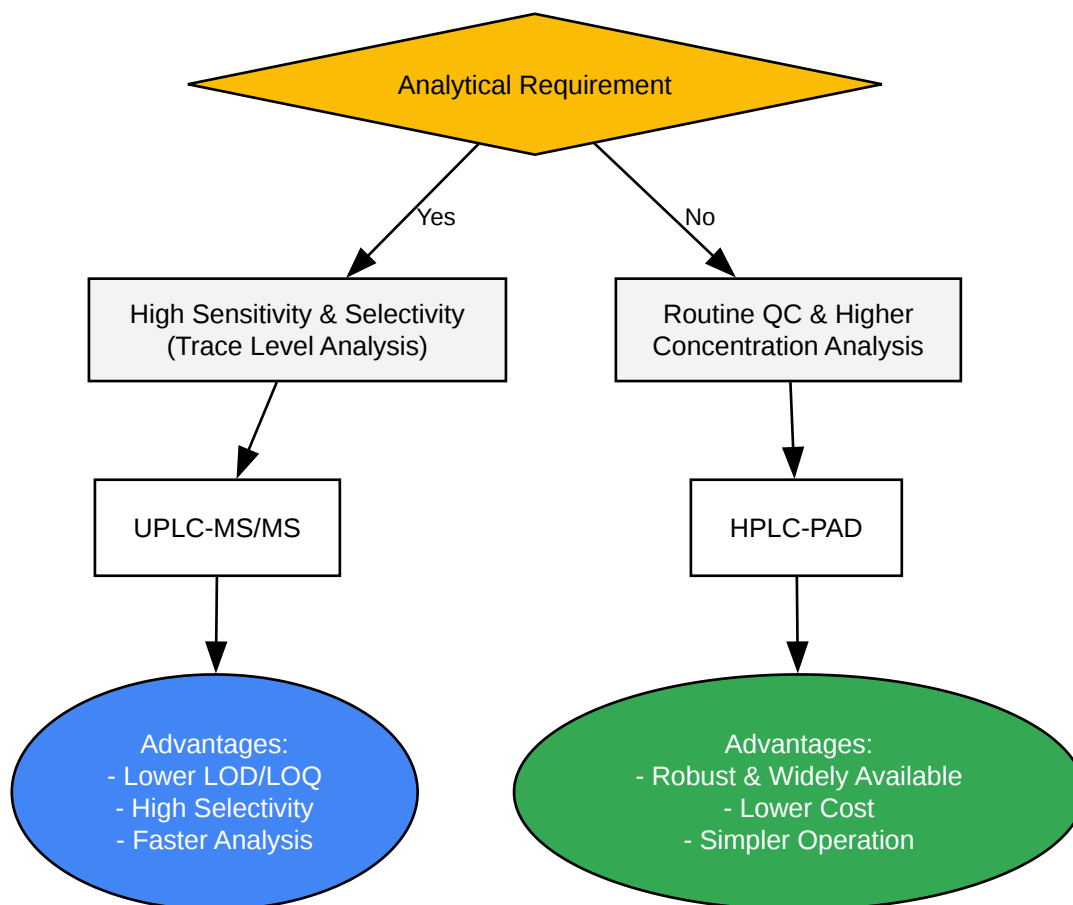 Analytical Requirement
Yes
No
High Sensitivity & Selectivity
(Trace Level Analysis)
Routine QC & Higher
Concentration Analysis
UPLC-MS/MS
HPLC-PAD
Advantages:
- Lower LOD/LOQ
- High Selectivity
- Faster Analysis
Advantages:
- Robust & Widely Available
- Lower Cost
- Simpler Operation